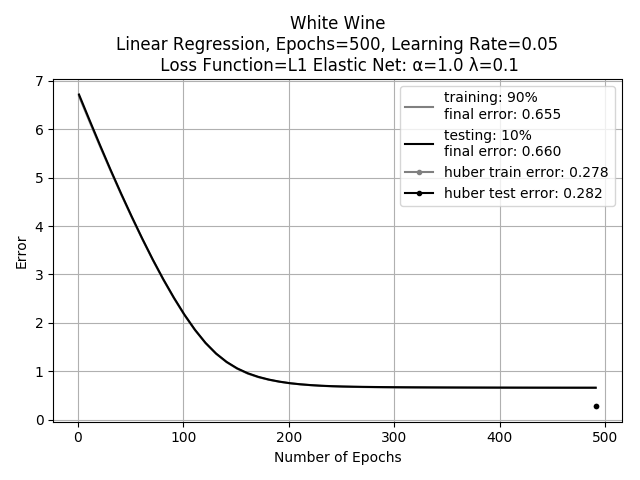 White Wine
Linear Regression, Epochs=500, Learning Rate=0.05
Loss Function=L1 Elastic Net: α=1.0 λ=0.1
7
6
5
4
3
2
1
0
Error
training: 90%
final error: 0.655
testing: 10%
final error: 0.660
huber train error: 0.278
huber test error: 0.282
0 100 200 300 400 500
Number of Epochs